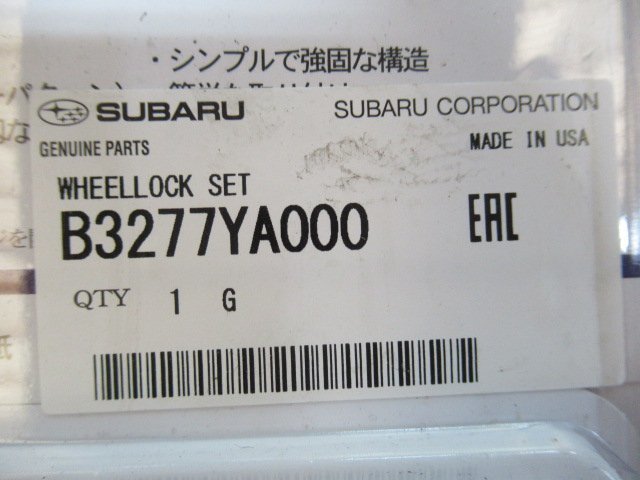 ・シンプルで強固な構造
SUBARU
SUBARU CORPORATION
GENUINE PARTS
MADE IN USA
WHEELLOCK SET
B3277YA000
EAC
QTY 1 G